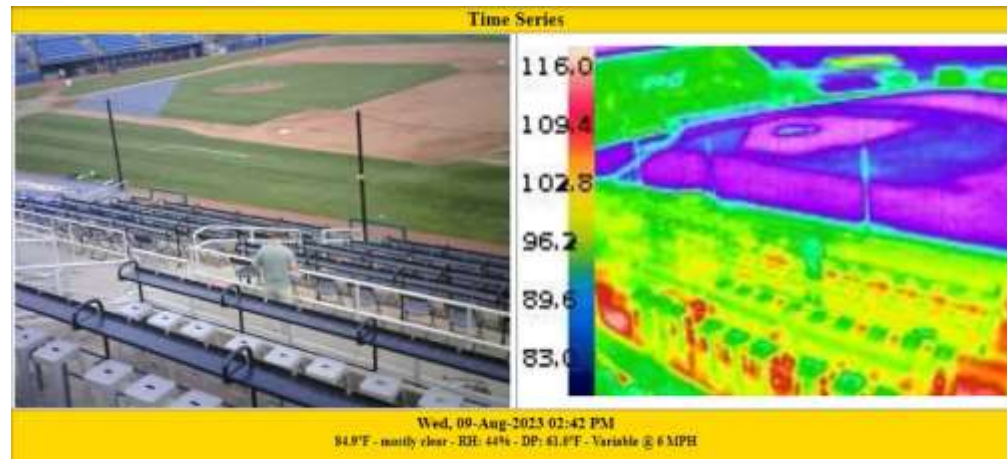 Time Series
116.0
109.4
102.8
96.2
89.6
83.0
Wed, 09-Aug-2023 02:42 PM
84.9°F - mostly clear - RH: 44% - DP: 61.0°F - Variable @ 6 MPH